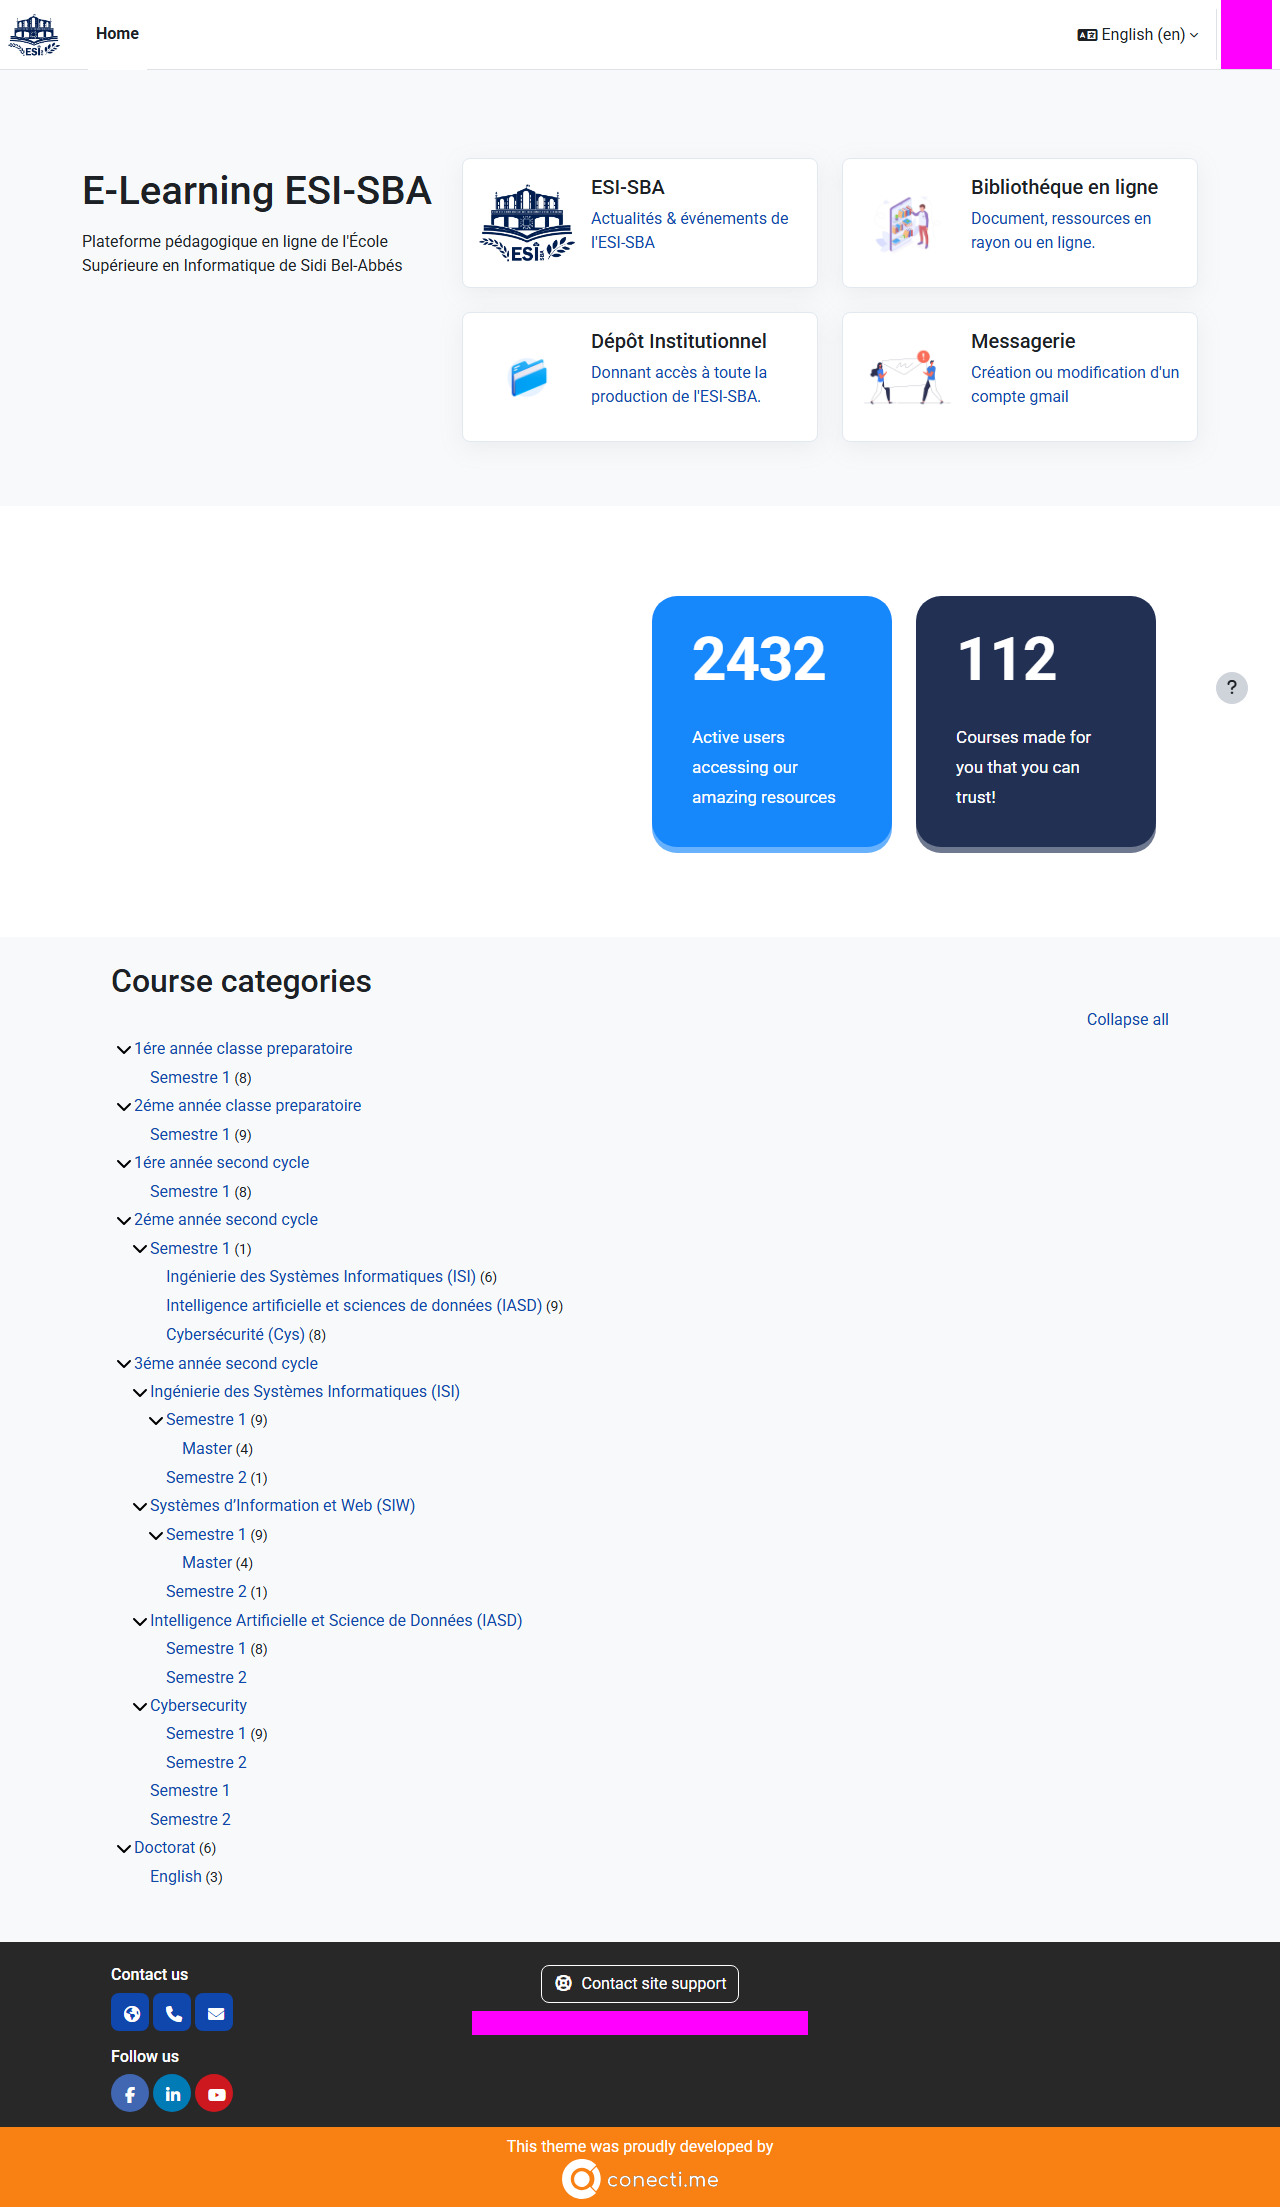 ESI
Home
English (en)
E-Learning ESI-SBA
Plateforme pédagogique en ligne de l'École
Supérieure en Informatique de Sidi Bel-Abbés
ESI
SBA
ESI-SBA
Actualités & événements de
l'ESI-SBA
Bibliothéque en ligne
Document, ressources en
rayon ou en ligne.
Dépôt Institutionnel
Donnant accès à toute la
production de l'ESI-SBA.
Messagerie
Création ou modification d'un
compte gmail
2432
Active users
accessing our
amazing resources
112
Courses made for
you that you can
trust!
?
Course categories
Collapse all
1ére année classe preparatoire
Semestre 1 (8)
2éme année classe preparatoire
Semestre 1 (9)
1ére année second cycle
Semestre 1 (8)
2éme année second cycle
Semestre 1 (1)
Ingénierie des Systèmes Informatiques (ISI) (6)
Intelligence artificielle et sciences de données (IASD) (9)
Cybersécurité (Cys) (8)
3éme année second cycle
Ingénierie des Systèmes Informatiques (ISI)
Semestre 1 (9)
Master (4)
Semestre 2 (1)
Systèmes d’Information et Web (SIW)
Semestre 1 (9)
Master (4)
Semestre 2 (1)
Intelligence Artificielle et Science de Données (IASD)
Semestre 1 (8)
Semestre 2
Cybersecurity
Semestre 1 (9)
Semestre 2
Semestre 1
Semestre 2
Doctorat (6)
English (3)
Contact us
Contact site support
Follow us
This theme was proudly developed by
conecti.me